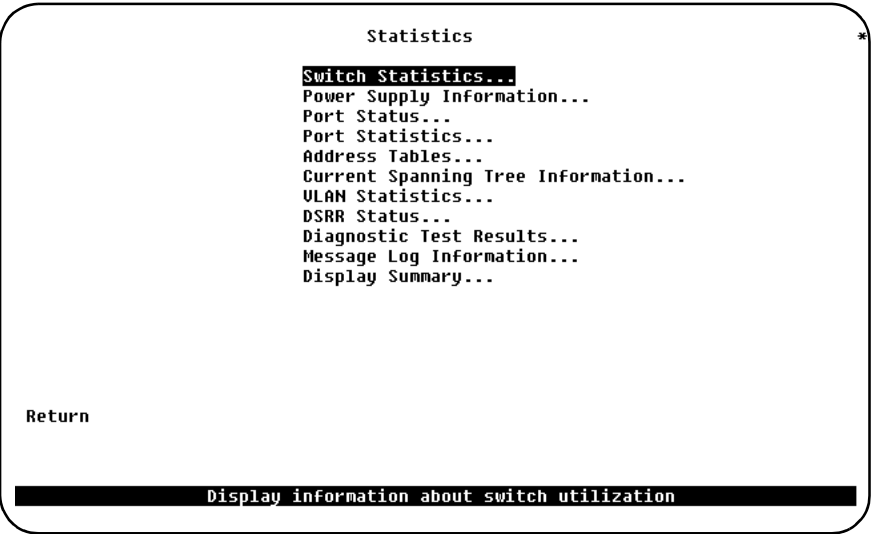 Statistics
*
Switch Statistics...
Power Supply Information...
Port Status...
Port Statistics...
Address Tables...
Current Spanning Tree Information...
VLAN Statistics...
DSRR Status...
Diagnostic Test Results...
Message Log Information...
Display Summary...
Return
Display information about switch utilization